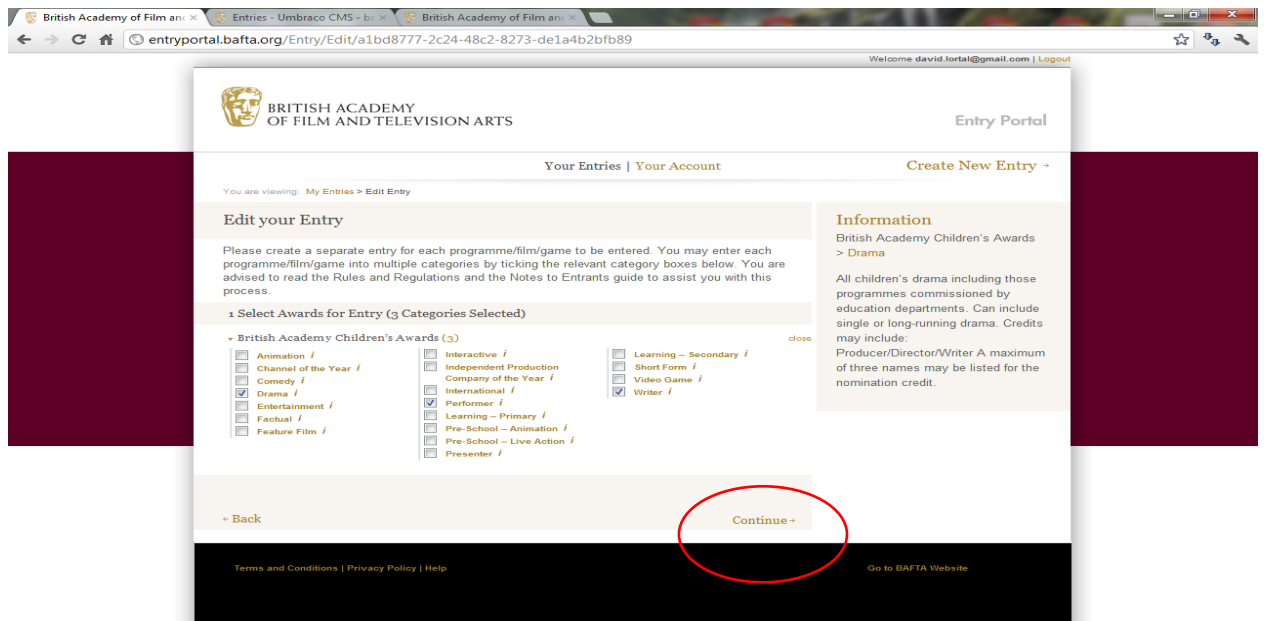 British Academy of Film an
Entries - Umbraco CMS - b
British Academy of Film an
entryportal.bafta.org/Entry/Edit/a1bd8777-2c24-48c2-8273-de1a4b2bfb89
Welcome david.lortal@gmail.com | Logout
BRITISH ACADEMY
OF FILM AND TELEVISION ARTS
Entry Portal
Your Entries | Your Account
Create New Entry →
You are viewing: My Entries > Edit Entry
Edit your Entry
Please create a separate entry for each programme/film/game to be entered. You may enter each
programme/film/game into multiple categories by ticking the relevant category boxes below. You are
advised to read the Rules and Regulations and the Notes to Entrants guide to assist you with this
process.
1 Select Awards for Entry (3 Categories Selected)
British Academy Children's Awards (3)
close
Animation i
Channel of the Year i
Comedy i
Drama i
Entertainment i
Factual i
Feature Film i
Interactive i
Independent Production
Company of the Year i
International i
Performer i
Learning – Primary i
Pre-School – Animation i
Pre-School – Live Action i
Presenter i
Learning – Secondary i
Short Form i
Video Game i
Writer i
← Back
Continue →
Information
British Academy Children's Awards
> Drama
All children's drama including those
programmes commissioned by
education departments. Can include
single or long-running drama. Credits
may include:
Producer/Director/Writer A maximum
of three names may be listed for the
nomination credit.
Terms and Conditions | Privacy Policy | Help
Go to BAFTA Website